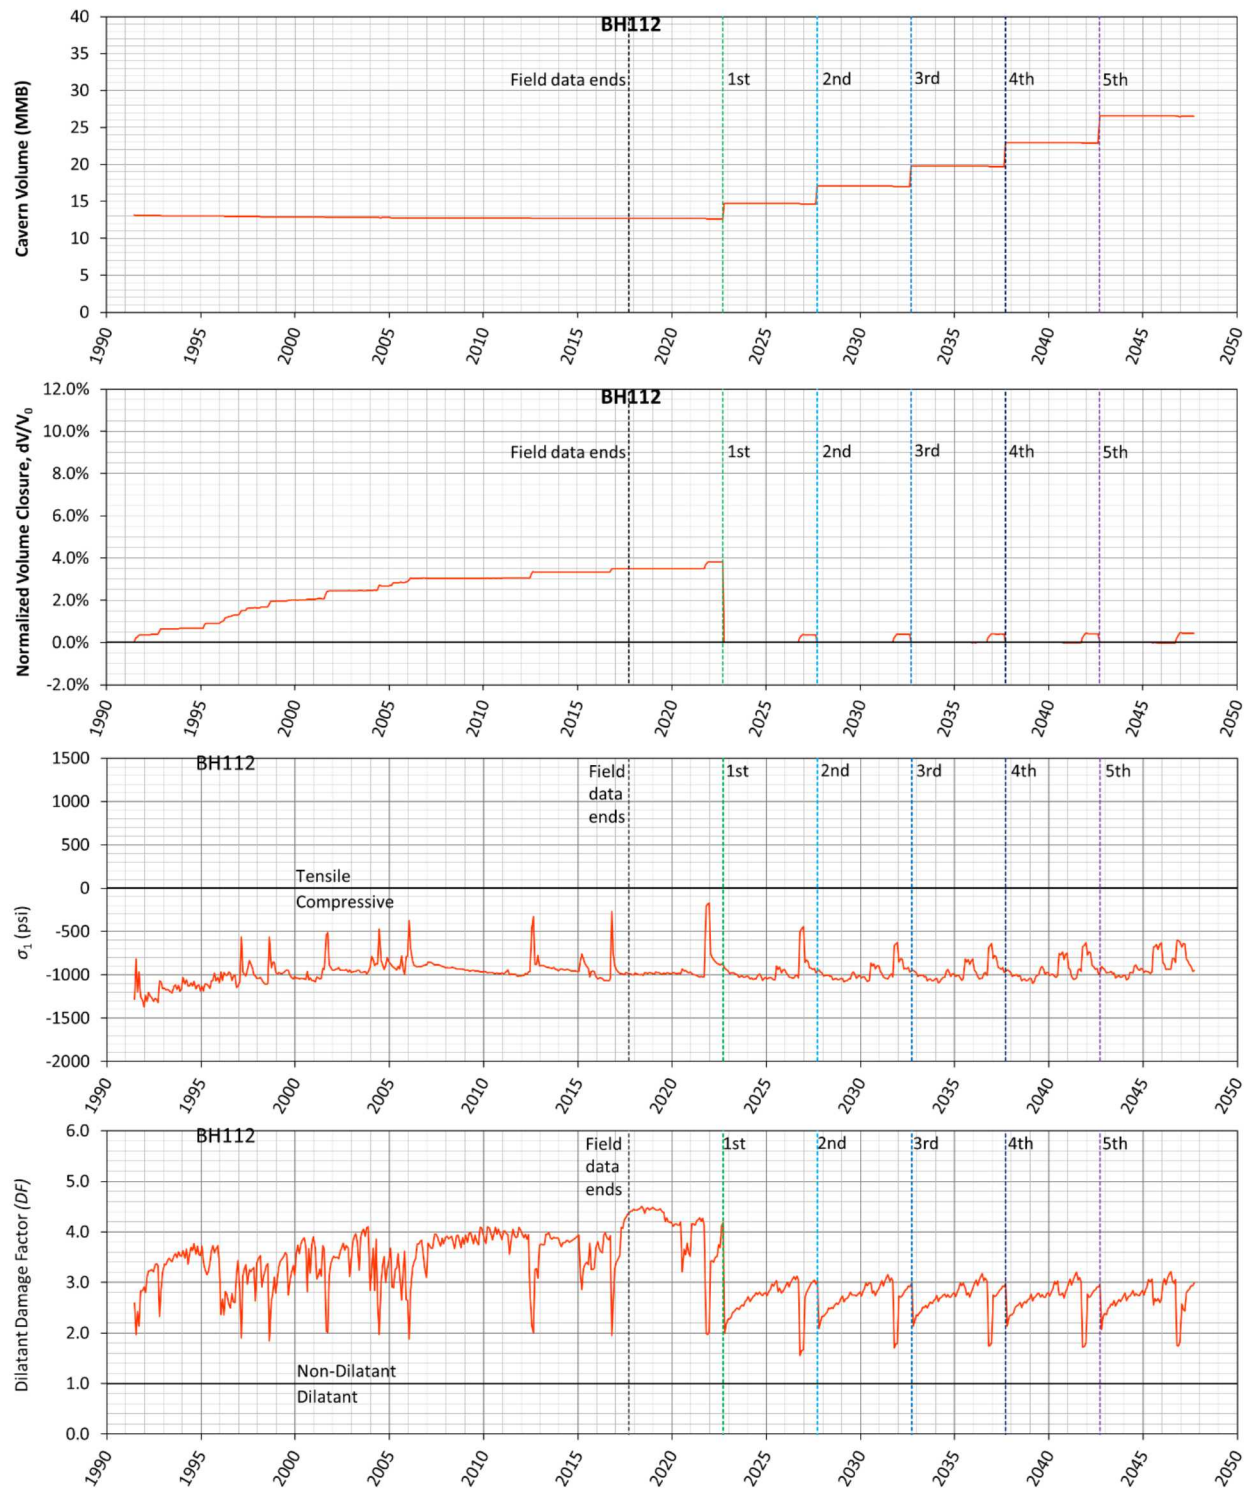 BH112
Cavern Volume (MMB)
40
35
30
25
20
15
10
5
0
Field data ends
1st
2nd
3rd
4th
5th
1990
1995
2000
2005
2010
2015
2020
2025
2030
2035
2040
2045
2050
BH112
Normalized Volume Closure, dV/V₀
12.0%
10.0%
8.0%
6.0%
4.0%
2.0%
0.0%
-2.0%
Field data ends
1st
2nd
3rd
4th
5th
1990
1995
2000
2005
2010
2015
2020
2025
2030
2035
2040
2045
2050
BH112
σ₁ (psi)
1500
1000
500
0
-500
-1000
-1500
-2000
Field
data
ends
1st
2nd
3rd
4th
5th
Tensile
Compressive
1990
1995
2000
2005
2010
2015
2020
2025
2030
2035
2040
2045
2050
BH112
Dilatant Damage Factor (DF)
6.0
5.0
4.0
3.0
2.0
1.0
0.0
Field
data
ends
1st
2nd
3rd
4th
5th
Non-Dilatant
Dilatant
1990
1995
2000
2005
2010
2015
2020
2025
2030
2035
2040
2045
2050